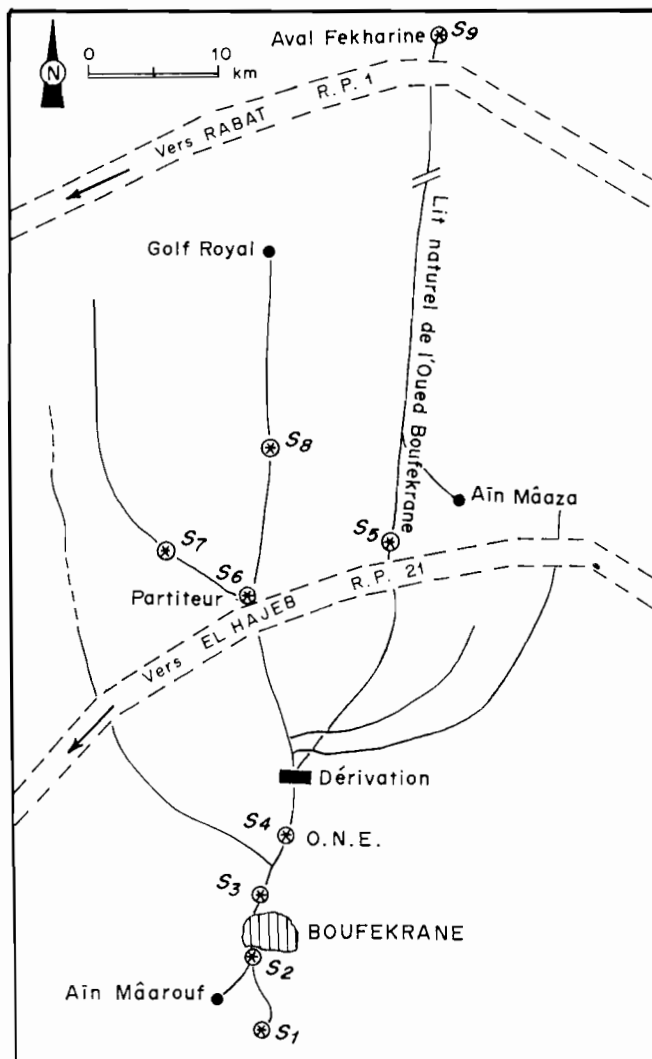 0 10
km
N
Aval Fekharine S9
Vers RABAT R.P. 1
Golf Royal
Lit naturel de l'Oued Boufekrane
S8
Aïn Mâaza
S7
S5
S6
Partiteur
Vers EL HAJEB R.P. 21
Dérivation
S4
O.N.E.
S3
BOUFEKRANE
S2
Aïn Mâarouf
S1